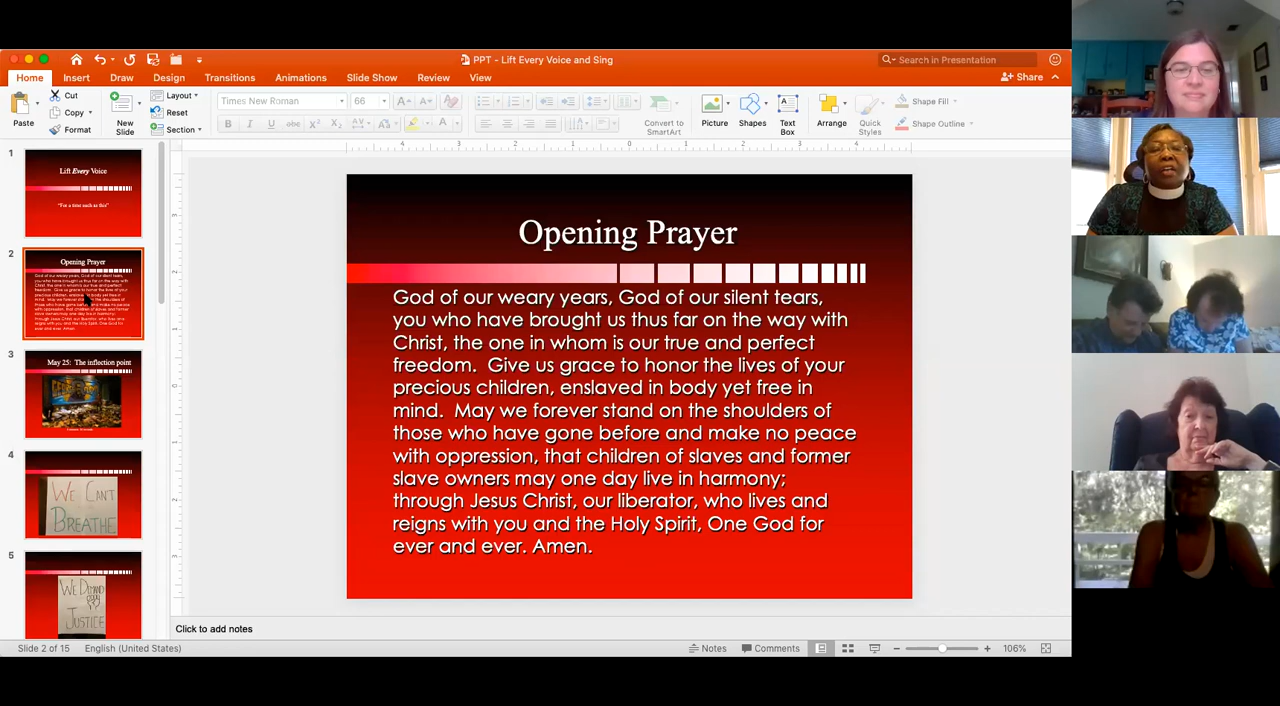 PPT - Lift Every Voice and Sing
Search in Presentation
Home
Insert
Draw
Design
Transitions
Animations
Slide Show
Review
View
Share
Paste
Cut
Copy
Format
New
Slide
Layout
Reset
Section
Times New Roman
66
Convert to
SmartArt
Picture
Shapes
Text
Box
Arrange
Quick
Styles
Shape Fill
Shape Outline
1
Lift Every Voice
"For a time such as this"
2
Opening Prayer
3
May 25: The inflection point
4
WE CAN'T
BREATHE
5
WE DEMAND
JUSTICE
Opening Prayer
God of our weary years, God of our silent tears,
you who have brought us thus far on the way with
Christ, the one in whom is our true and perfect
freedom. Give us grace to honor the lives of your
precious children, enslaved in body yet free in
mind. May we forever stand on the shoulders of
those who have gone before and make no peace
with oppression, that children of slaves and former
slave owners may one day live in harmony;
through Jesus Christ, our liberator, who lives and
reigns with you and the Holy Spirit, One God for
ever and ever. Amen.
Click to add notes
Slide 2 of 15
English (United States)
Notes
Comments
106%